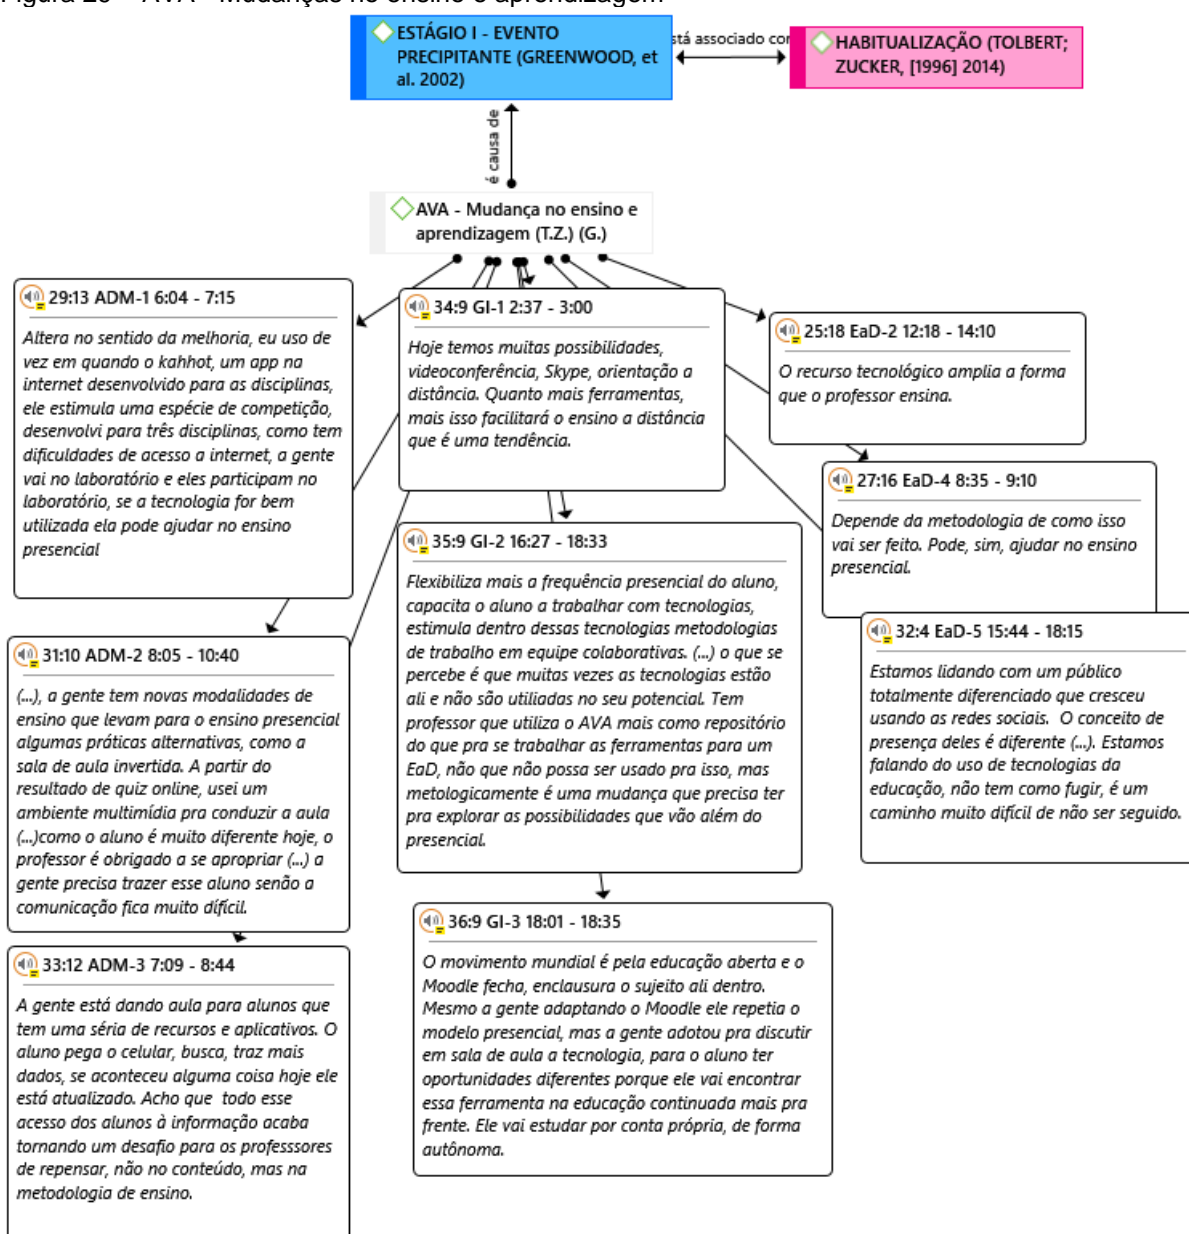 AVA - Mudanças no ensino e aprendizagem
ESTÁGIO I - EVENTO
PRECIPITANTE (GREENWOOD, et
al. 2002)
stá associado con
HABITUALIZAÇÃO (TOLBERT;
ZUCKER, [1996] 2014)
é causa de
AVA - Mudança no ensino e
aprendizagem (T.Z.) (G.)
29:13 ADM-1 6:04 - 7:15
Altera no sentido da melhoria, eu uso de
vez em quando o kahhot, um app na
internet desenvolvido para as disciplinas,
ele estimula uma espécie de competição,
desenvolvi para três disciplinas, como tem
dificuldades de acesso a internet, a gente
vai no laboratório e eles participam no
laboratório, se a tecnologia for bem
utilizada ela pode ajudar no ensino
presencial
34:9 GI-1 2:37 - 3:00
Hoje temos muitas possibilidades,
videoconferência, Skype, orientação a
distância. Quanto mais ferramentas,
mais isso facilitará o ensino a distância
que é uma tendência.
25:18 EaD-2 12:18 - 14:10
O recurso tecnológico amplia a forma
que o professor ensina.
27:16 EaD-4 8:35 - 9:10
Depende da metodologia de como isso
vai ser feito. Pode, sim, ajudar no ensino
presencial.
35:9 GI-2 16:27 - 18:33
Flexibiliza mais a frequência presencial do aluno,
capacita o aluno a trabalhar com tecnologias,
estimula dentro dessas tecnologias metodologias
de trabalho em equipe colaborativas. (...) o que se
percebe é que muitas vezes as tecnologias estão
ali e não são utiliadas no seu potencial. Tem
professor que utiliza o AVA mais como repositório
do que pra se trabalhar as ferramentas para um
EaD, não que não possa ser usado pra isso, mas
metologicamente é uma mudança que precisa ter
pra explorar as possibilidades que vão além do
presencial.
32:4 EaD-5 15:44 - 18:15
Estamos lidando com um público
totalmente diferenciado que cresceu
usando as redes sociais.  O conceito de
presença deles é diferente (...). Estamos
falando do uso de tecnologias da
educação, não tem como fugir, é um
caminho muito difícil de não ser seguido.
31:10 ADM-2 8:05 - 10:40
(...), a gente tem novas modalidades de
ensino que levam para o ensino presencial
algumas práticas alternativas, como a
sala de aula invertida. A partir do
resultado de quiz online, usei um
ambiente multimídia pra conduzir a aula
(...)como o aluno é muito diferente hoje, o
professor é obrigado a se apropriar (...) a
gente precisa trazer esse aluno senão a
comunicação fica muito díficil.
36:9 GI-3 18:01 - 18:35
O movimento mundial é pela educação aberta e o
Moodle fecha, enclausura o sujeito ali dentro.
Mesmo a gente adaptando o Moodle ele repetia o
modelo presencial, mas a gente adotou pra discutir
em sala de aula a tecnologia, para o aluno ter
oportunidades diferentes porque ele vai encontrar
essa ferramenta na educação continuada mais pra
frente. Ele vai estudar por conta própria, de forma
autônoma.
33:12 ADM-3 7:09 - 8:44
A gente está dando aula para alunos que
tem uma séria de recursos e aplicativos. O
aluno pega o celular, busca, traz mais
dados, se aconteceu alguma coisa hoje ele
está atualizado. Acho que  todo esse
acesso dos alunos à informação acaba
tornando um desafio para os professsores
de repensar, não no conteúdo, mas na
metodologia de ensino.